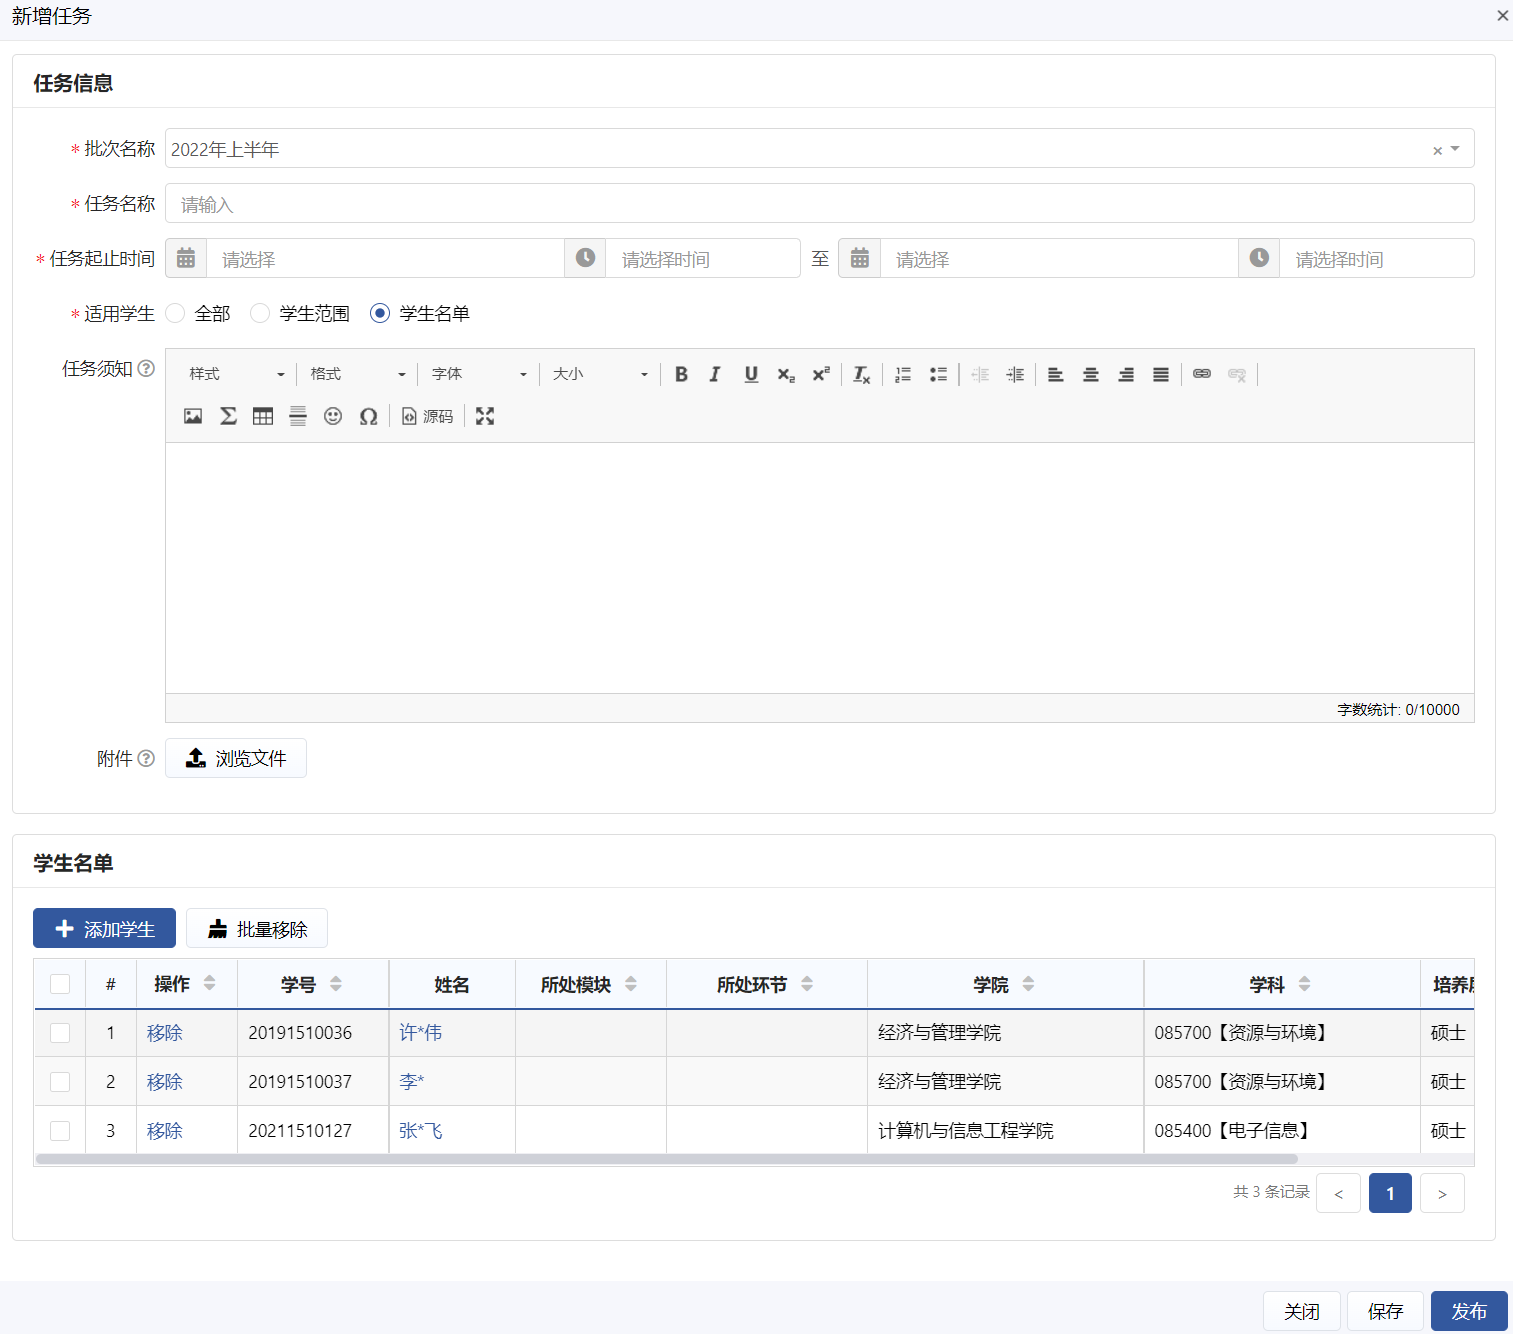 新增任务
任务信息
* 批次名称 2022年上半年
* 任务名称 请输入
* 任务起止时间 请选择 请选择时间 至 请选择 请选择时间
* 适用学生 全部 学生范围 学生名单
任务须知 样式 格式 字体 大小
源码
字数统计: 0/10000
附件 浏览文件
学生名单
添加学生 批量移除
# 操作 学号 姓名 所处模块 所处环节 学院 学科
1 移除 20191510036 许*伟 经济与管理学院 085700【资源与环境】 硕士
2 移除 20191510037 李* 经济与管理学院 085700【资源与环境】 硕士
3 移除 20211510127 张*飞 计算机与信息工程学院 085400【电子信息】 硕士
共 3 条记录 < 1 >
关闭 保存 发布